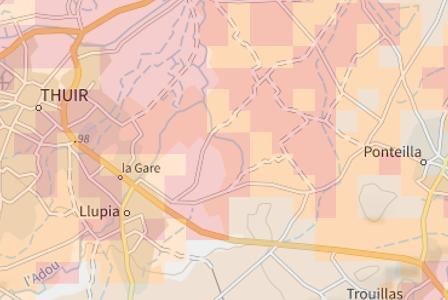 THUIR
98
Ponteilla
la Gare
Llupia
l'Adou
Trouillas